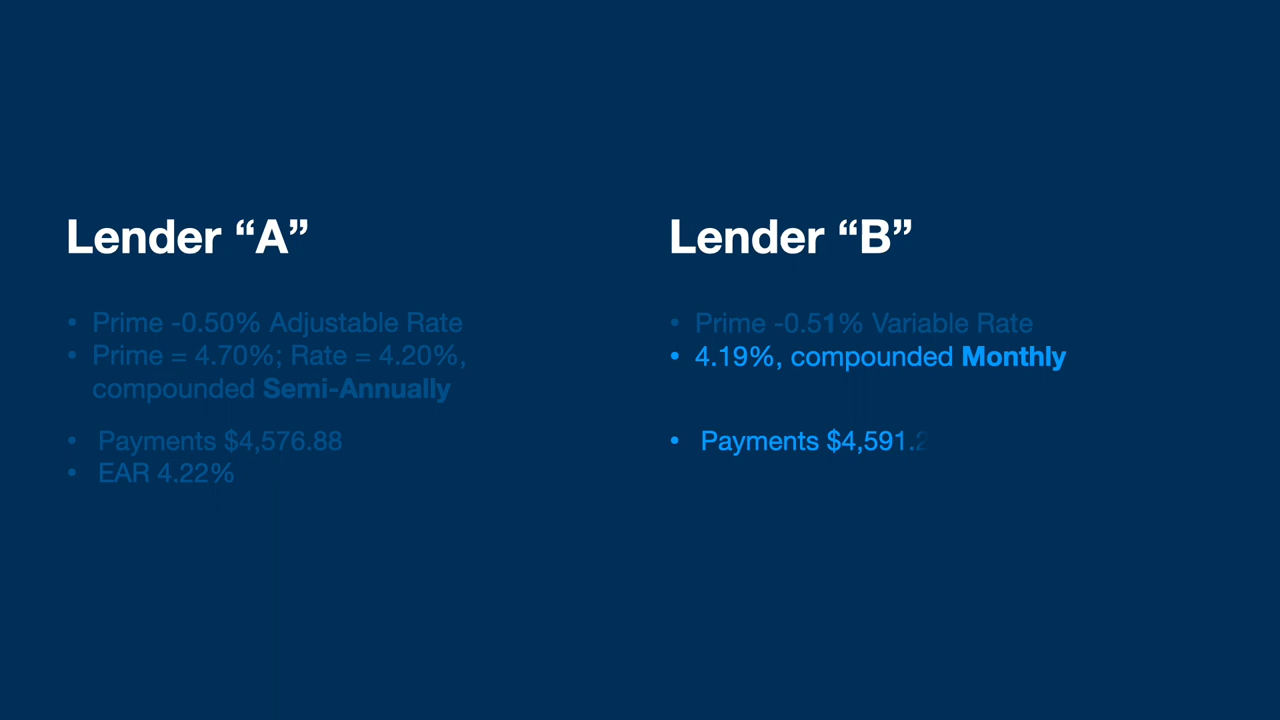 Lender “A”
• Prime -0.50% Adjustable Rate
• Prime = 4.70%; Rate = 4.20%,
compounded Semi-Annually
• Payments $4,576.88
• EAR 4.22%
Lender “B”
• Prime -0.51% Variable Rate
• 4.19%, compounded Monthly
• Payments $4,591.2